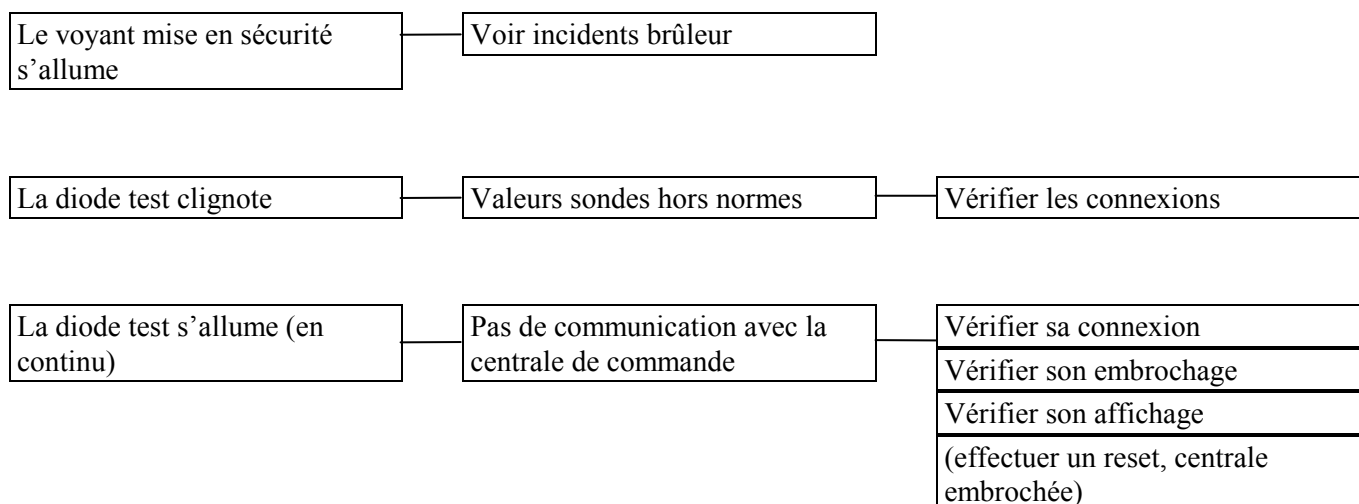 Le voyant mise en sécurité
s’allume
Voir incidents brûleur
La diode test clignote
Valeurs sondes hors normes
Vérifier les connexions
La diode test s’allume (en
continu)
Pas de communication avec la
centrale de commande
Vérifier sa connexion
Vérifier son embrochage
Vérifier son affichage
(effectuer un reset, centrale
embrochée)